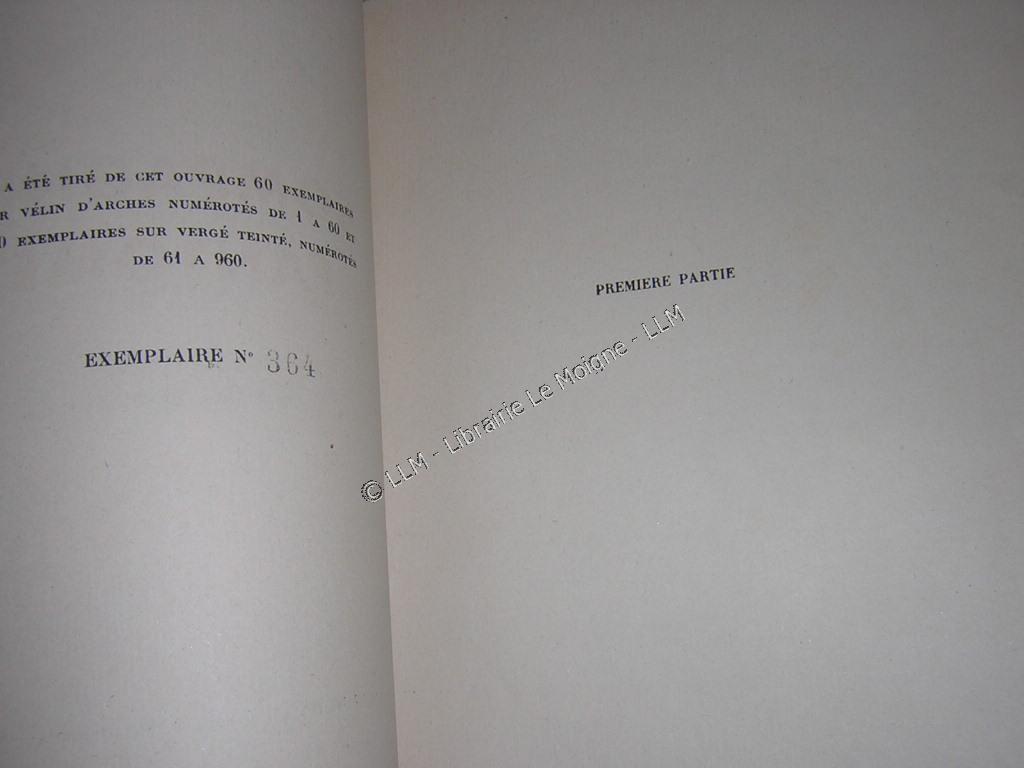 A ÉTÉ TIRÉ DE CET OUVRAGE 60 EXEMPLAIRES
R VÉLIN D'ARCHES NUMÉROTÉS DE 1 A 60 ET
0 EXEMPLAIRES SUR VERGÉ TEINTÉ, NUMÉROTÉS
DE 61 A 960.
EXEMPLAIRE N° 364
PREMIERE PARTIE
© LLM - Librairie Le Moigne - LLM